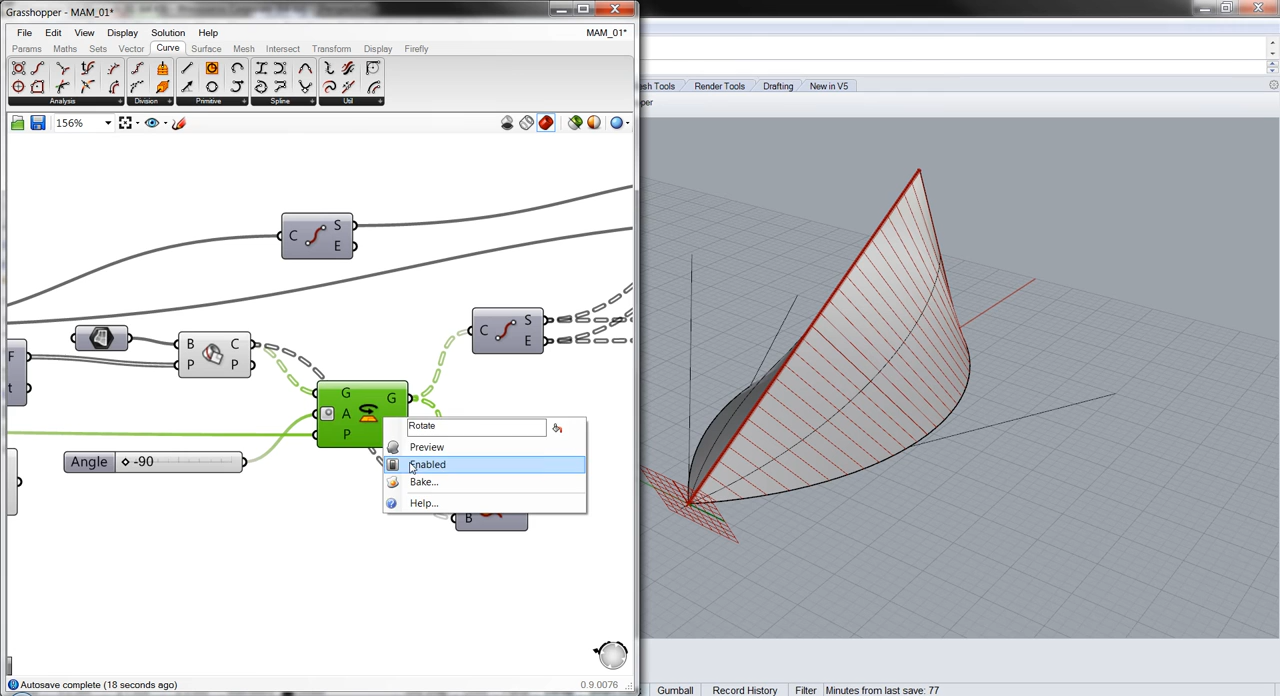 Grasshopper - MAM_01*
File Edit View Display Solution Help MAM_01*
Params Maths Sets Vector Curve Surface Mesh Intersect Transform Display Firefly
Analysis Division Primitive Spline Util
156%
sh Tools Render Tools Drafting New in V5
per
C S E
B P C P
F t
G A P G
C S E
Rotate
Preview
Enabled
Bake...
Help...
Angle -90
B
Autosave complete (18 seconds ago) 0.9.0076
Gumball Record History Filter Minutes from last save: 77